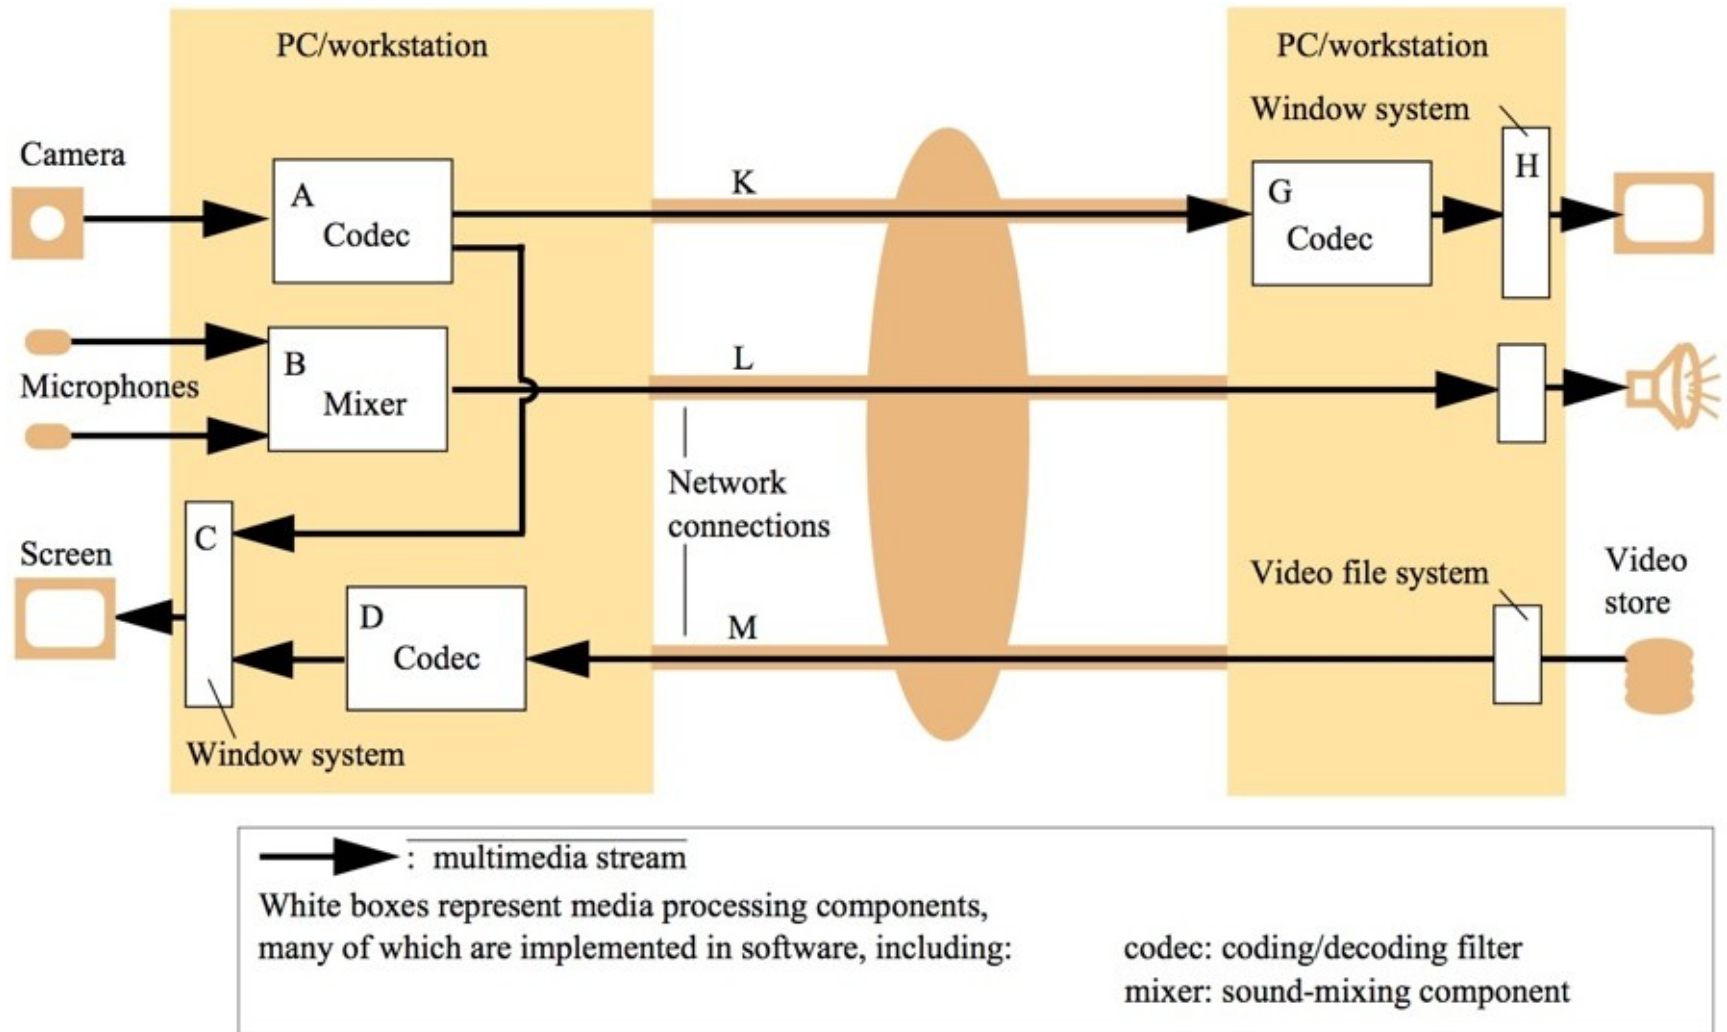 PC/workstation
PC/workstation
Window system
Camera
K
H
A
Codec
G
Codec
L
B
Mixer
Microphones
Network
connections
C
Screen
Video file system
Video
store
D
Codec
M
Window system
: multimedia stream
White boxes represent media processing components,
many of which are implemented in software, including:
codec: coding/decoding filter
mixer: sound-mixing component